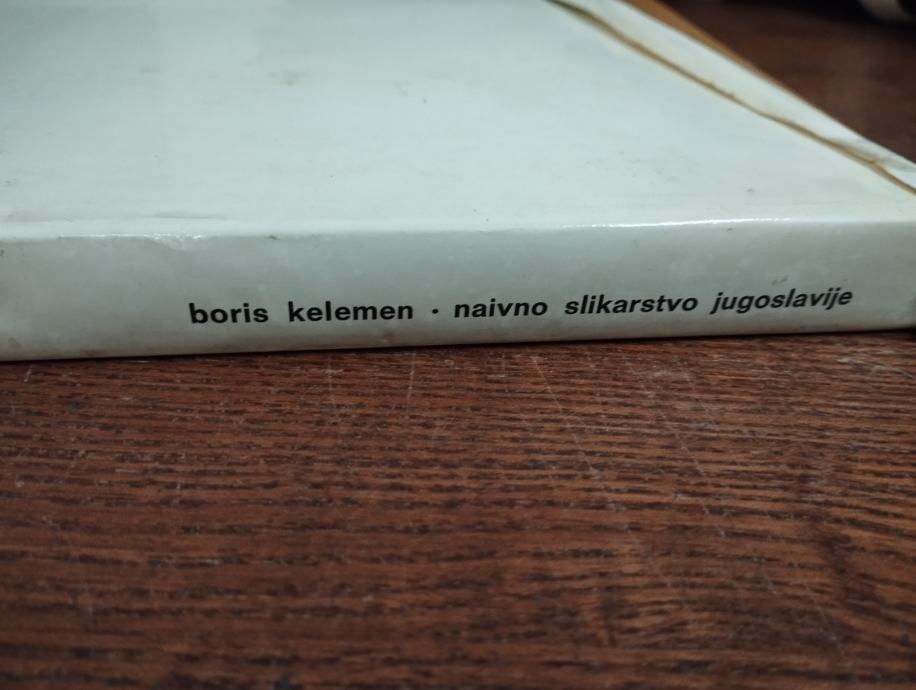 boris kelemen · naivno slikarstvo jugoslavije